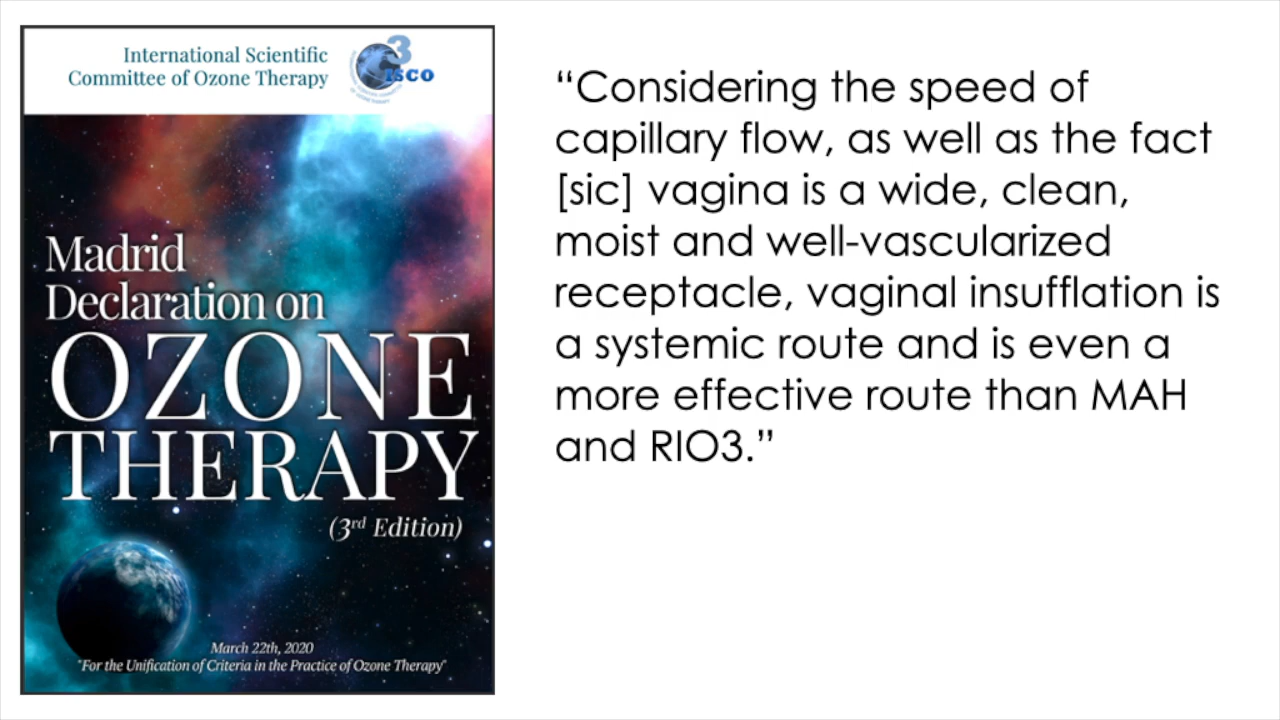 International Scientific
Committee of Ozone Therapy
3
ISCO
Madrid
Declaration on
OZONE
THERAPY
(3rd Edition)
March 22th, 2020
"For the Unification of Criteria in the Practice of Ozone Therapy"
“Considering the speed of
capillary flow, as well as the fact
[sic] vagina is a wide, clean,
moist and well-vascularized
receptacle, vaginal insufflation is
a systemic route and is even a
more effective route than MAH
and RIO3.”